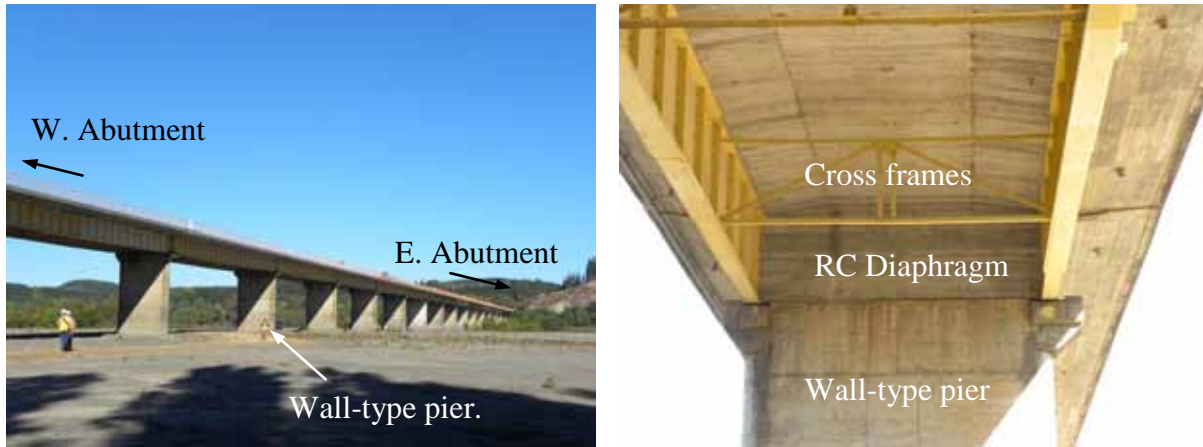 W. Abutment
E. Abutment
Wall-type pier.
Cross frames
RC Diaphragm
Wall-type pier